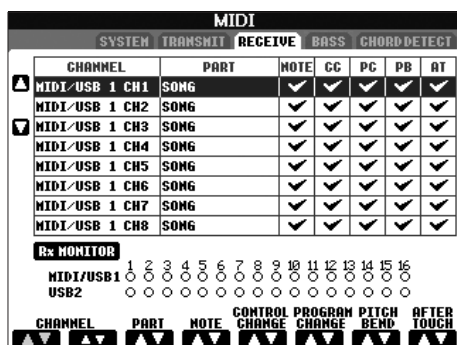 MIDI
SYSTEM TRANSMIT RECEIVE BASS CHORD DETECT
CHANNEL PART NOTE CC PC PB AT
MIDI/USB 1 CH1 SONG
MIDI/USB 1 CH2 SONG
MIDI/USB 1 CH3 SONG
MIDI/USB 1 CH4 SONG
MIDI/USB 1 CH5 SONG
MIDI/USB 1 CH6 SONG
MIDI/USB 1 CH7 SONG
MIDI/USB 1 CH8 SONG
Rx MONITOR
1 2 3 4 5 6 7 8 9 10 11 12 13 14 15 16
MIDI/USB1
USB2
CHANNEL PART NOTE CONTROL CHANGE PROGRAM CHANGE PITCH BEND AFTER TOUCH